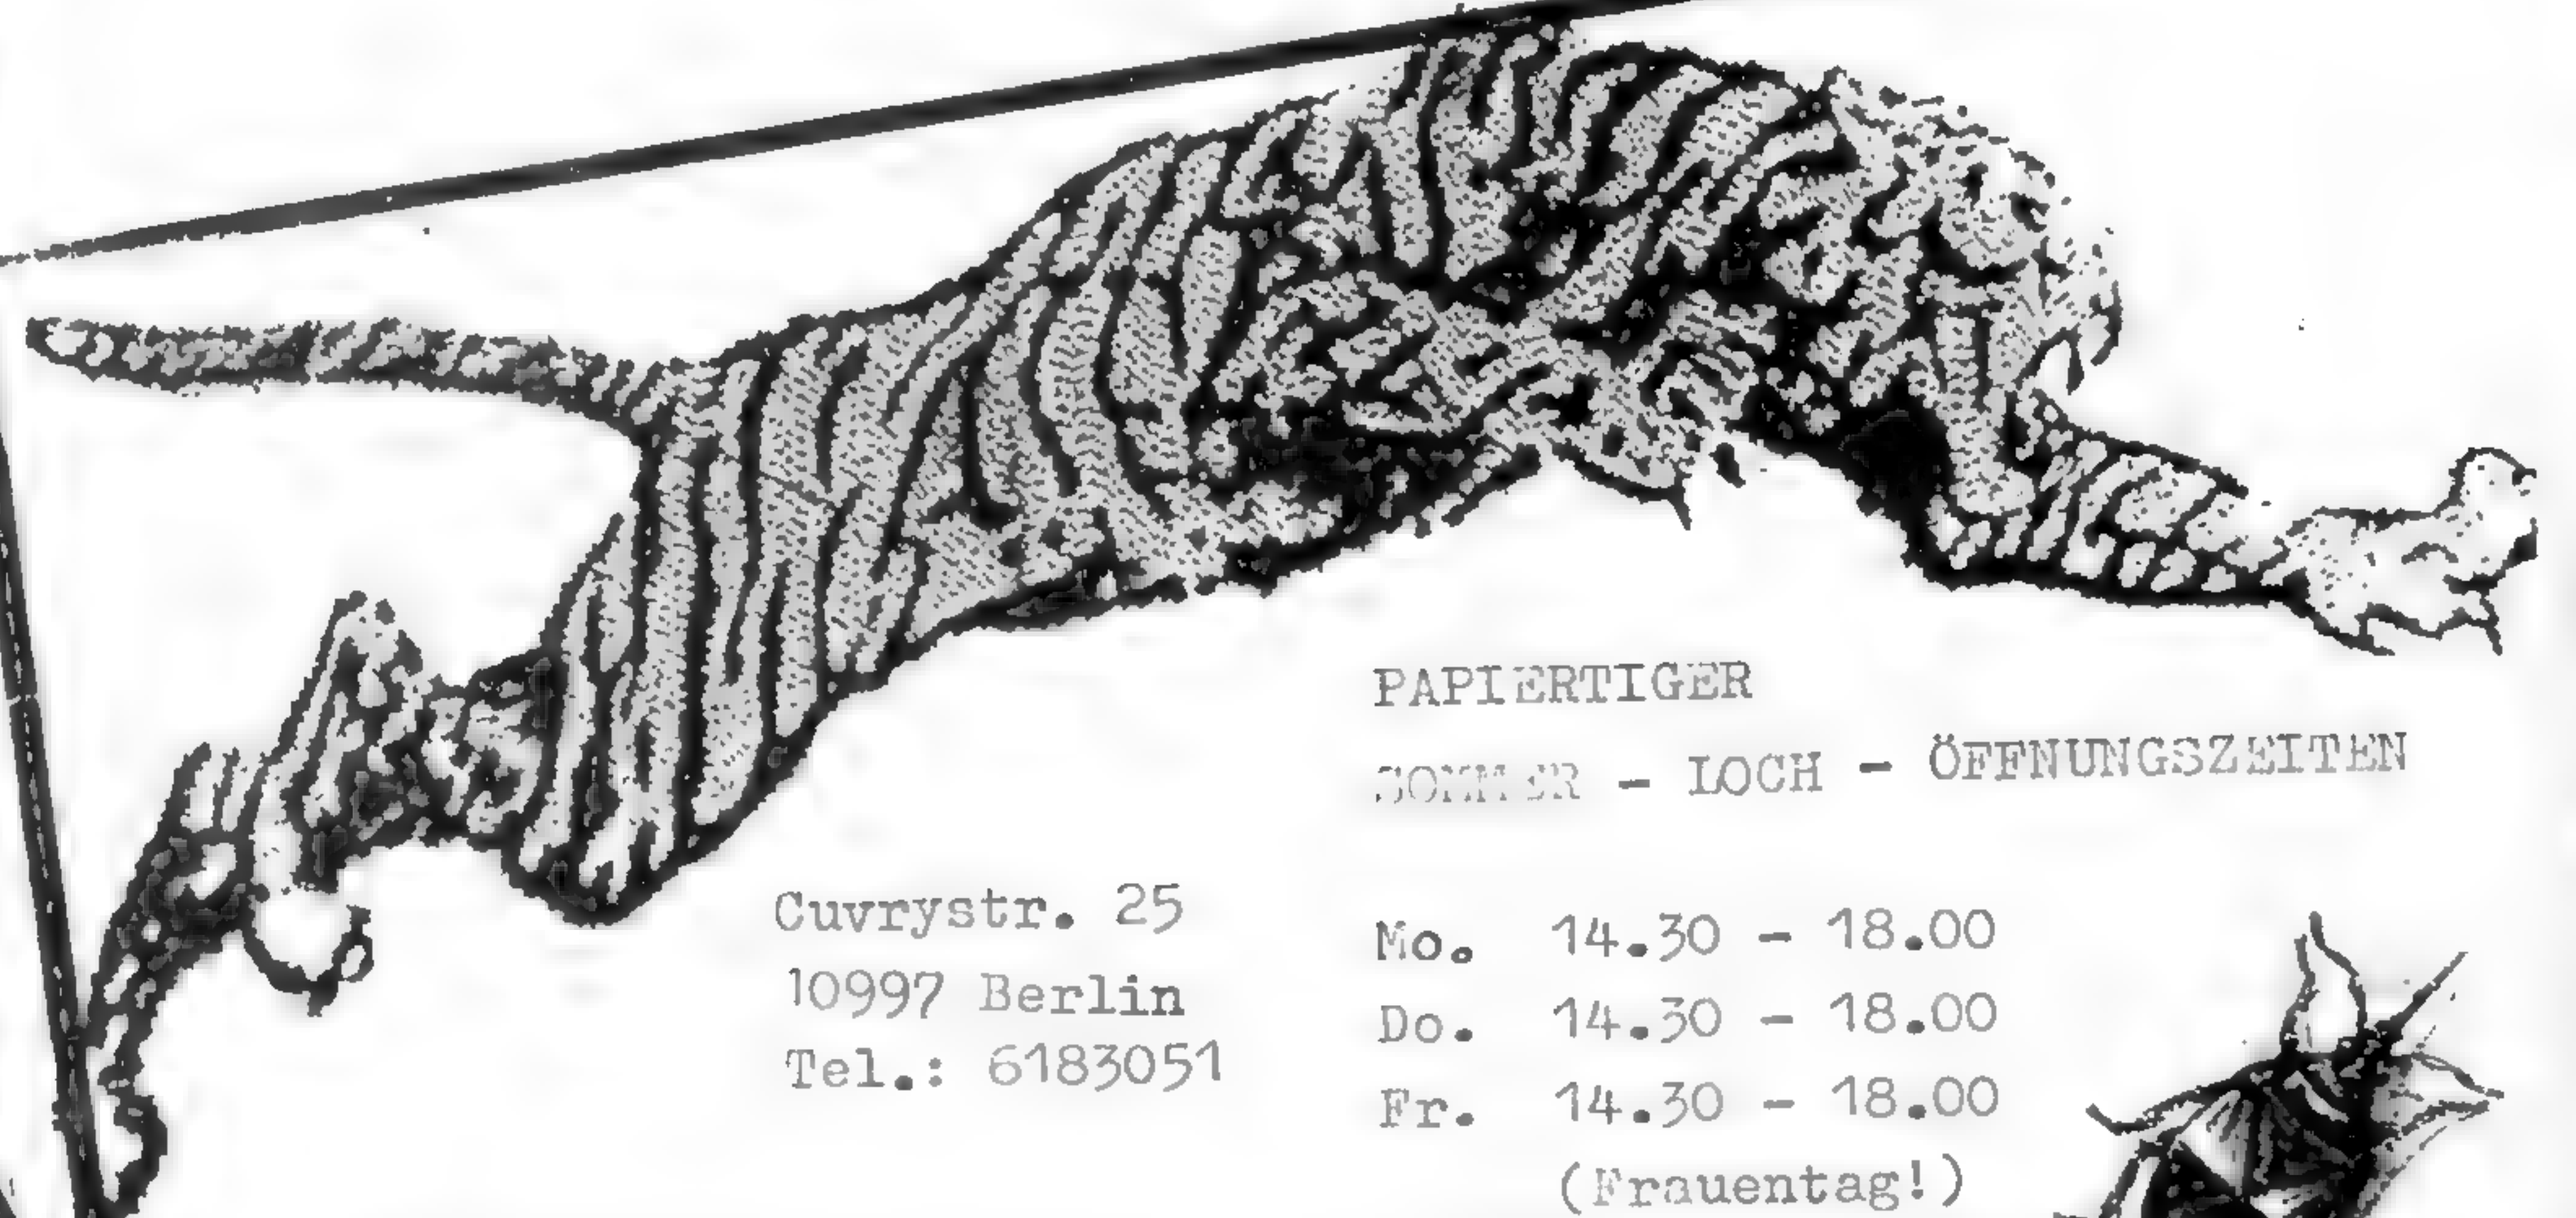 PAPIERTIGER
SOMMER - LOCH - ÖFFNUNGSZEITEN
Cuvrystr. 25
10997 Berlin
Tel.: 6183051
Mo. 14.30 - 18.00
Do. 14.30 - 18.00
Fr. 14.30 - 18.00
(Frauentag!)